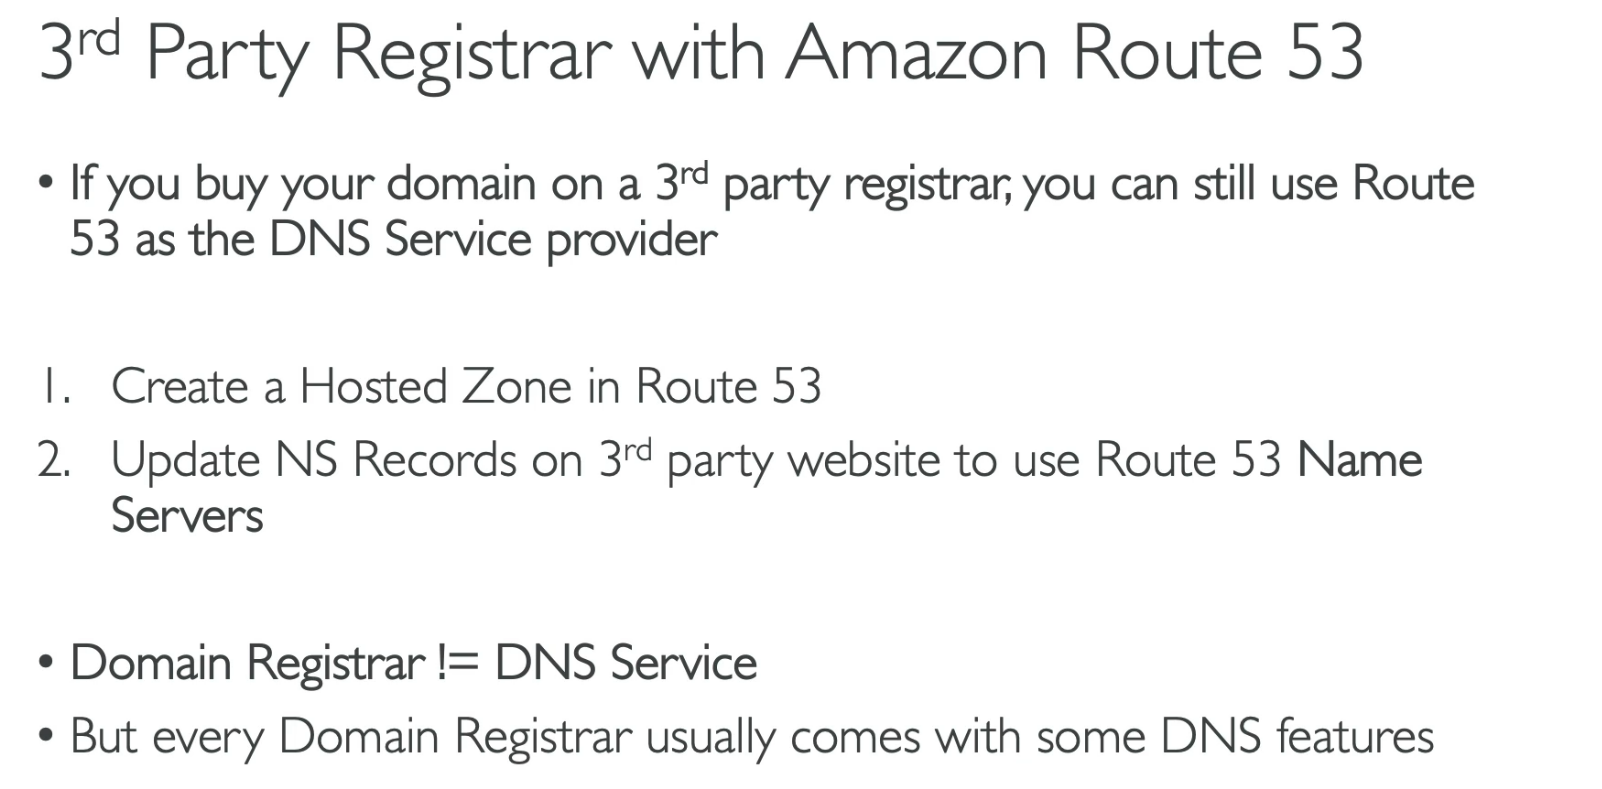 3rd Party Registrar with Amazon Route 53
• If you buy your domain on a 3rd party registrar, you can still use Route
53 as the DNS Service provider
1. Create a Hosted Zone in Route 53
2. Update NS Records on 3rd party website to use Route 53 Name
Servers
• Domain Registrar != DNS Service
• But every Domain Registrar usually comes with some DNS features